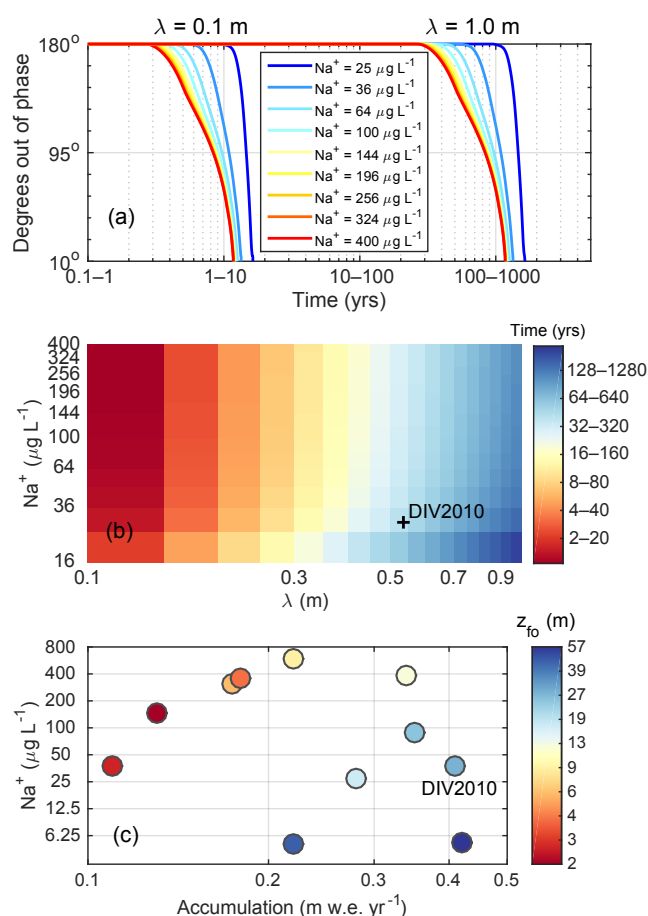 λ = 0.1 m
λ = 1.0 m
180°
95°
10°
Degrees out of phase
(a)
Na⁺ = 25 μg L⁻¹
Na⁺ = 36 μg L⁻¹
Na⁺ = 64 μg L⁻¹
Na⁺ = 100 μg L⁻¹
Na⁺ = 144 μg L⁻¹
Na⁺ = 196 μg L⁻¹
Na⁺ = 256 μg L⁻¹
Na⁺ = 324 μg L⁻¹
Na⁺ = 400 μg L⁻¹
0.1–1
1–10
100–1000
Time (yrs)
Time (yrs)
400
324
256
196
144
100
64
36
16
Na⁺ (μg L⁻¹)
(b)
DIV2010
0.1
0.3
0.5
0.7
0.9
λ (m)
128–1280
64–640
32–320
16–160
8–80
4–40
2–20
z_fo (m)
800
400
200
100
50
25
12.5
6.25
Na⁺ (μg L⁻¹)
(c)
DIV2010
0.1
0.2
0.3
0.4
0.5
Accumulation (m w.e. yr⁻¹)
57
39
27
19
13
9
6
4
3
2